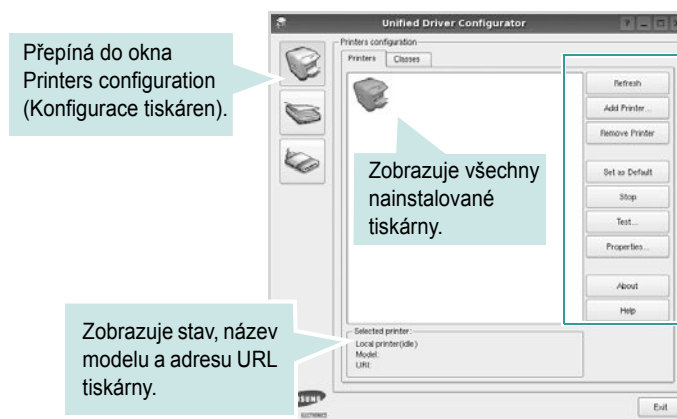 Unified Driver Configurator
Přepíná do okna
Printers configuration
(Konfigurace tiskáren).
Printers configuration
Printers
Classes
Refresh
Add Printer...
Remove Printer
Set as Default
Stop
Test...
Properties...
About
Help
Zobrazuje všechny
nainstalované
tiskárny.
Zobrazuje stav, název
modelu a adresu URL
tiskárny.
Selected printer:
Local printer(idle)
Model:
URI:
ELECTRONICS
Exit